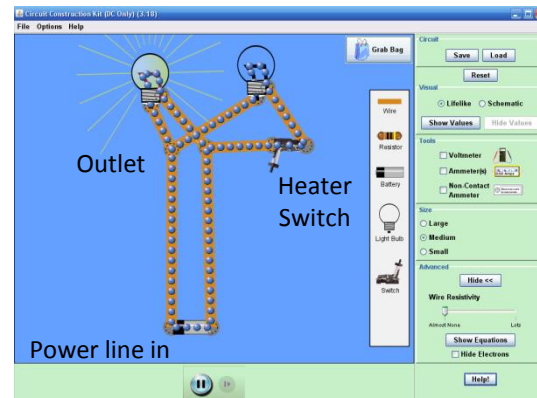 Circuit Construction Kit (DC Only) (3.18)
File Options Help
Grab Bag
Wire
Resistor
Battery
Light Bulb
Switch
Outlet
Heater
Switch
Power line in
Circuit
Save Load
Reset
Visual
Lifelike Schematic
Show Values Hide Values
Tools
Voltmeter
Ammeter(s)
Non-Contact
Ammeter
Size
Large
Medium
Small
Advanced
Hide <<
Wire Resistivity
Almost None Lots
Show Equations
Hide Electrons
Help!